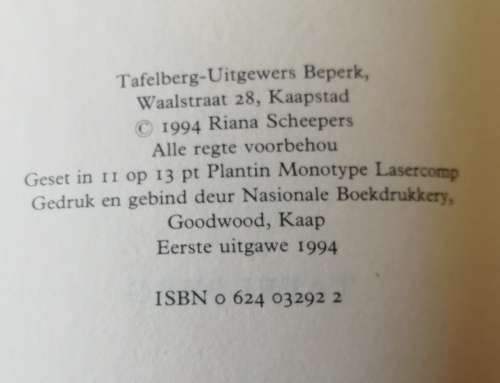 Tafelberg-Uitgewers Beperk,
Waalstraat 28, Kaapstad
© 1994 Riana Scheepers
Alle regte voorbehou
Geset in 11 op 13 pt Plantin Monotype Lasercomp
Gedruk en gebind deur Nasionale Boekdrukkery,
Goodwood, Kaap
Eerste uitgawe 1994
ISBN 0 624 03292 2